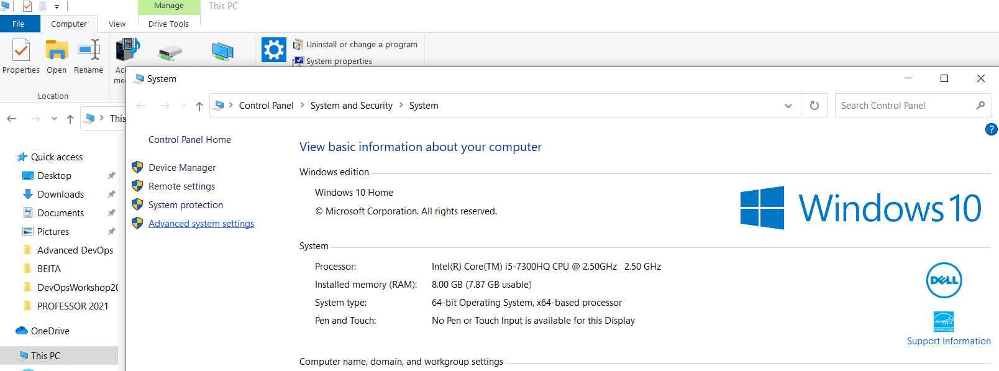 Manage
This PC
File
Computer
View
Drive Tools
Uninstall or change a program
System properties
Properties
Open
Rename
Location
System
Control Panel > System and Security > System
Search Control Panel
This
?
Control Panel Home
Device Manager
Remote settings
System protection
Advanced system settings
Quick access
Desktop
Downloads
Documents
Pictures
Advanced DevOps
BEITA
DevOpsWorkshop20
PROFESSOR 2021
OneDrive
This PC
View basic information about your computer
Windows edition
Windows 10 Home
© Microsoft Corporation. All rights reserved.
Windows 10
System
Processor: Intel(R) Core(TM) i5-7300HQ CPU @ 2.50GHz 2.50 GHz
Installed memory (RAM): 8.00 GB (7.87 GB usable)
System type: 64-bit Operating System, x64-based processor
Pen and Touch: No Pen or Touch Input is available for this Display
DELL
ENERGY STAR
Support Information
Computer name, domain, and workgroup settings